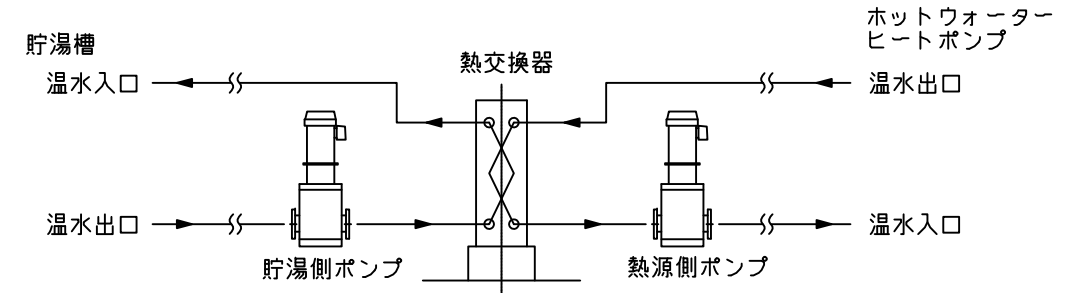 貯湯槽
温水入口
熱交換器
ホットウォーター
ヒートポンプ
温水出口
温水出口
貯湯側ポンプ
熱源側ポンプ
温水入口